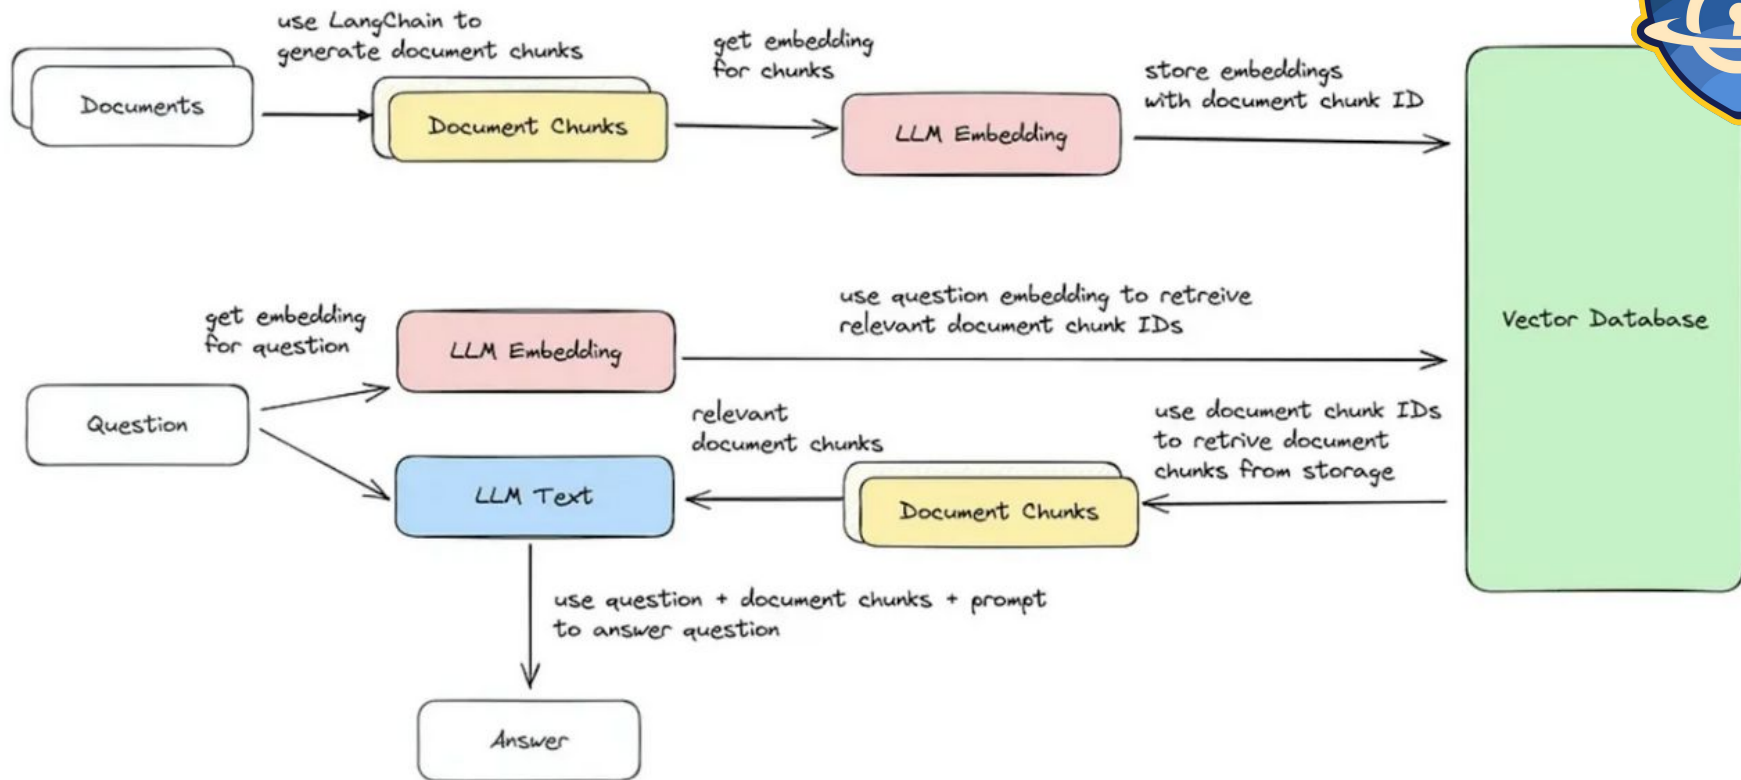 use LangChain to
generate document chunks
get embedding
for chunks
store embeddings
with document chunk ID
Documents
Document Chunks
LLM Embedding
Vector Database
get embedding
for question
LLM Embedding
use question embedding to retreive
relevant document chunk IDs
Question
relevant
document chunks
use document chunk IDs
to retrive document
chunks from storage
LLM Text
Document Chunks
use question + document chunks + prompt
to answer question
Answer